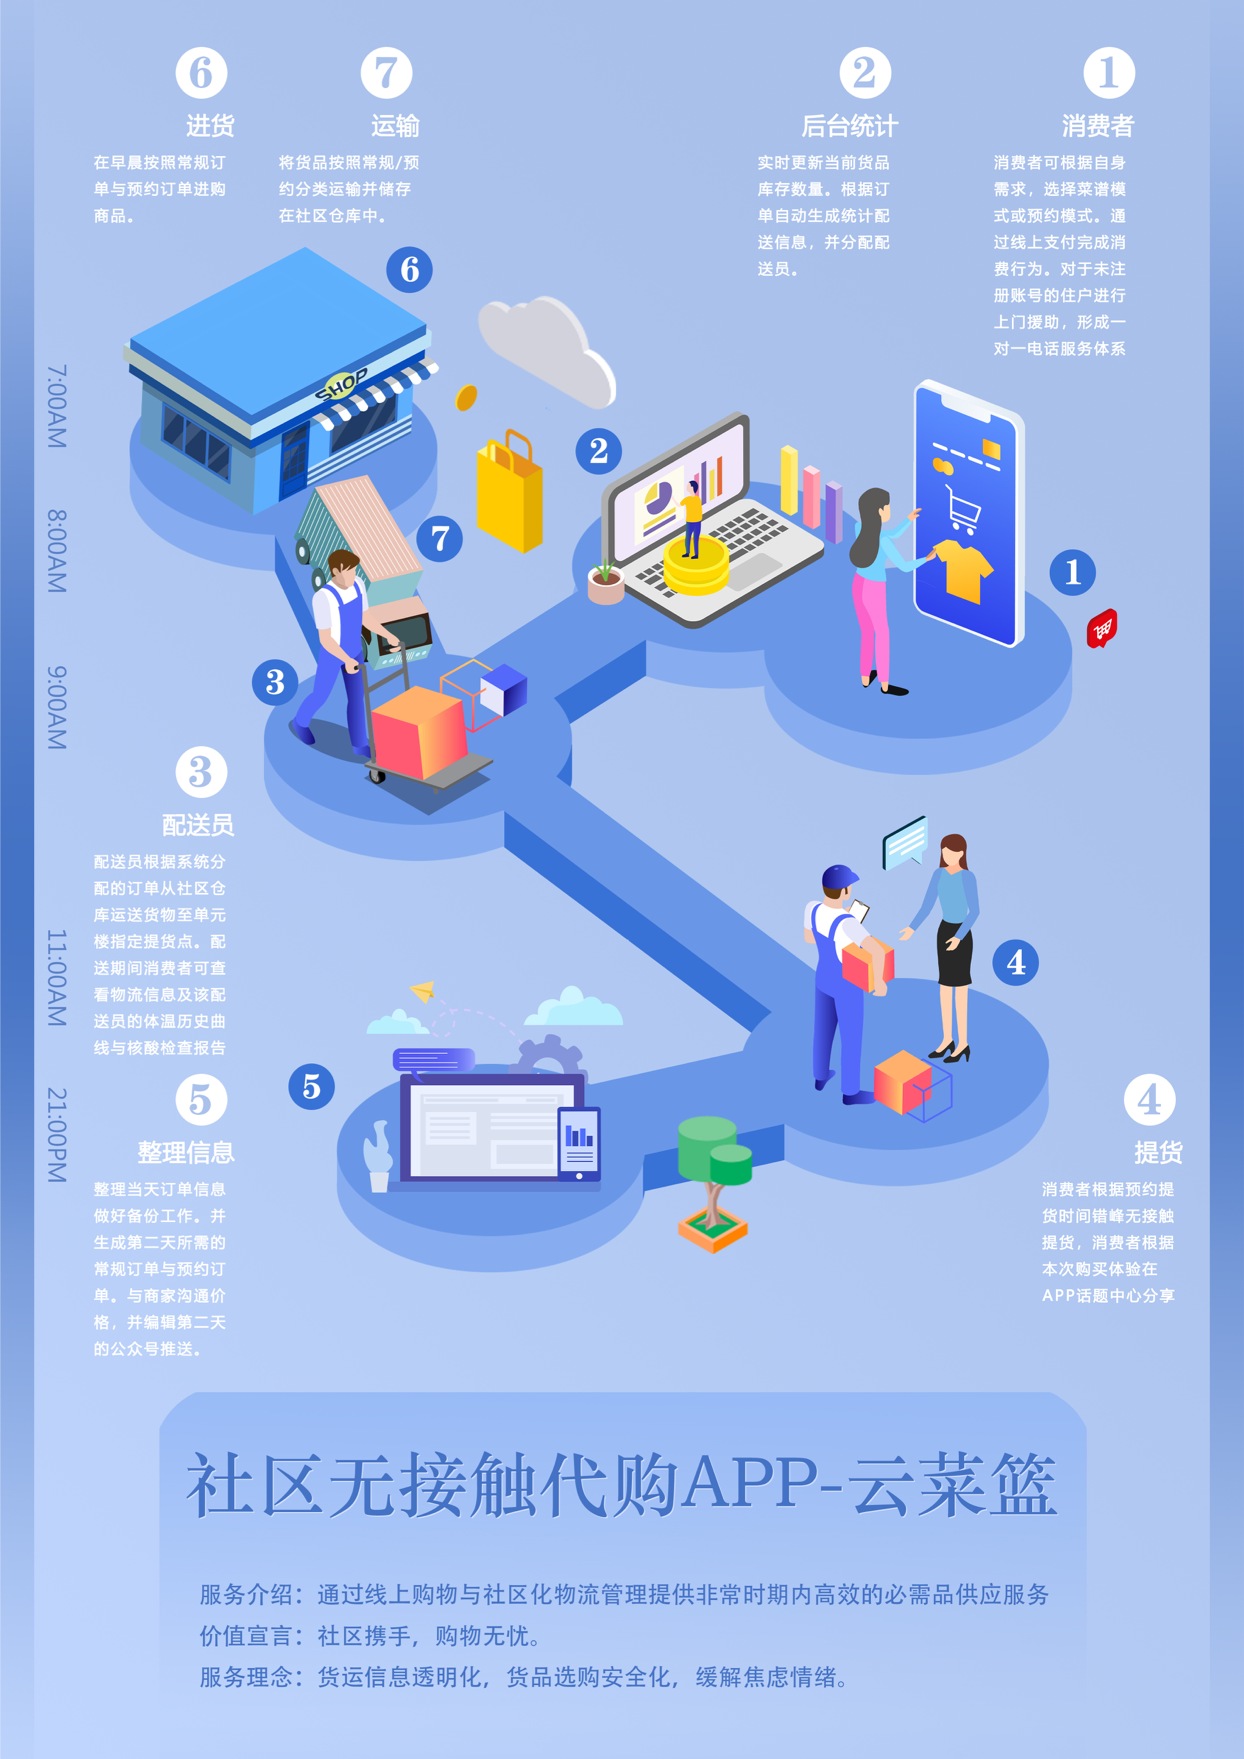 6
进货
在早晨按照常规订
单与预约订单进购
商品。
7
运输
将货品按照常规/预
约分类运输并储存
在社区仓库中。
2
后台统计
实时更新当前货品
库存数量。根据订
单自动生成统计配
送信息，并分配配
送员。
1
消费者
消费者可根据自身
需求，选择菜谱模
式或预约模式。通
过线上支付完成消
费行为。对于未注
册账号的住户进行
上门援助，形成一
对一电话服务体系
6
SHOP
2
7
1
3
7:00AM
8:00AM
9:00AM
11:00AM
21:00PM
3
配送员
配送员根据系统分
配的订单从社区仓
库运送货物至单元
楼指定提货点。配
送期间消费者可查
看物流信息及该配
送员的体温历史曲
线与核酸检查报告
4
5
5
整理信息
整理当天订单信息
做好备份工作。并
生成第二天所需的
常规订单与预约订
单。与商家沟通价
格，并编辑第二天
的公众号推送。
4
提货
消费者根据预约提
货时间错峰无接触
提货，消费者根据
本次购买体验在
APP话题中心分享
社区无接触代购APP-云菜篮
服务介绍：通过线上购物与社区化物流管理提供非常时期内高效的必需品供应服务
价值宣言：社区携手，购物无忧。
服务理念：货运信息透明化，货品选购安全化，缓解焦虑情绪。